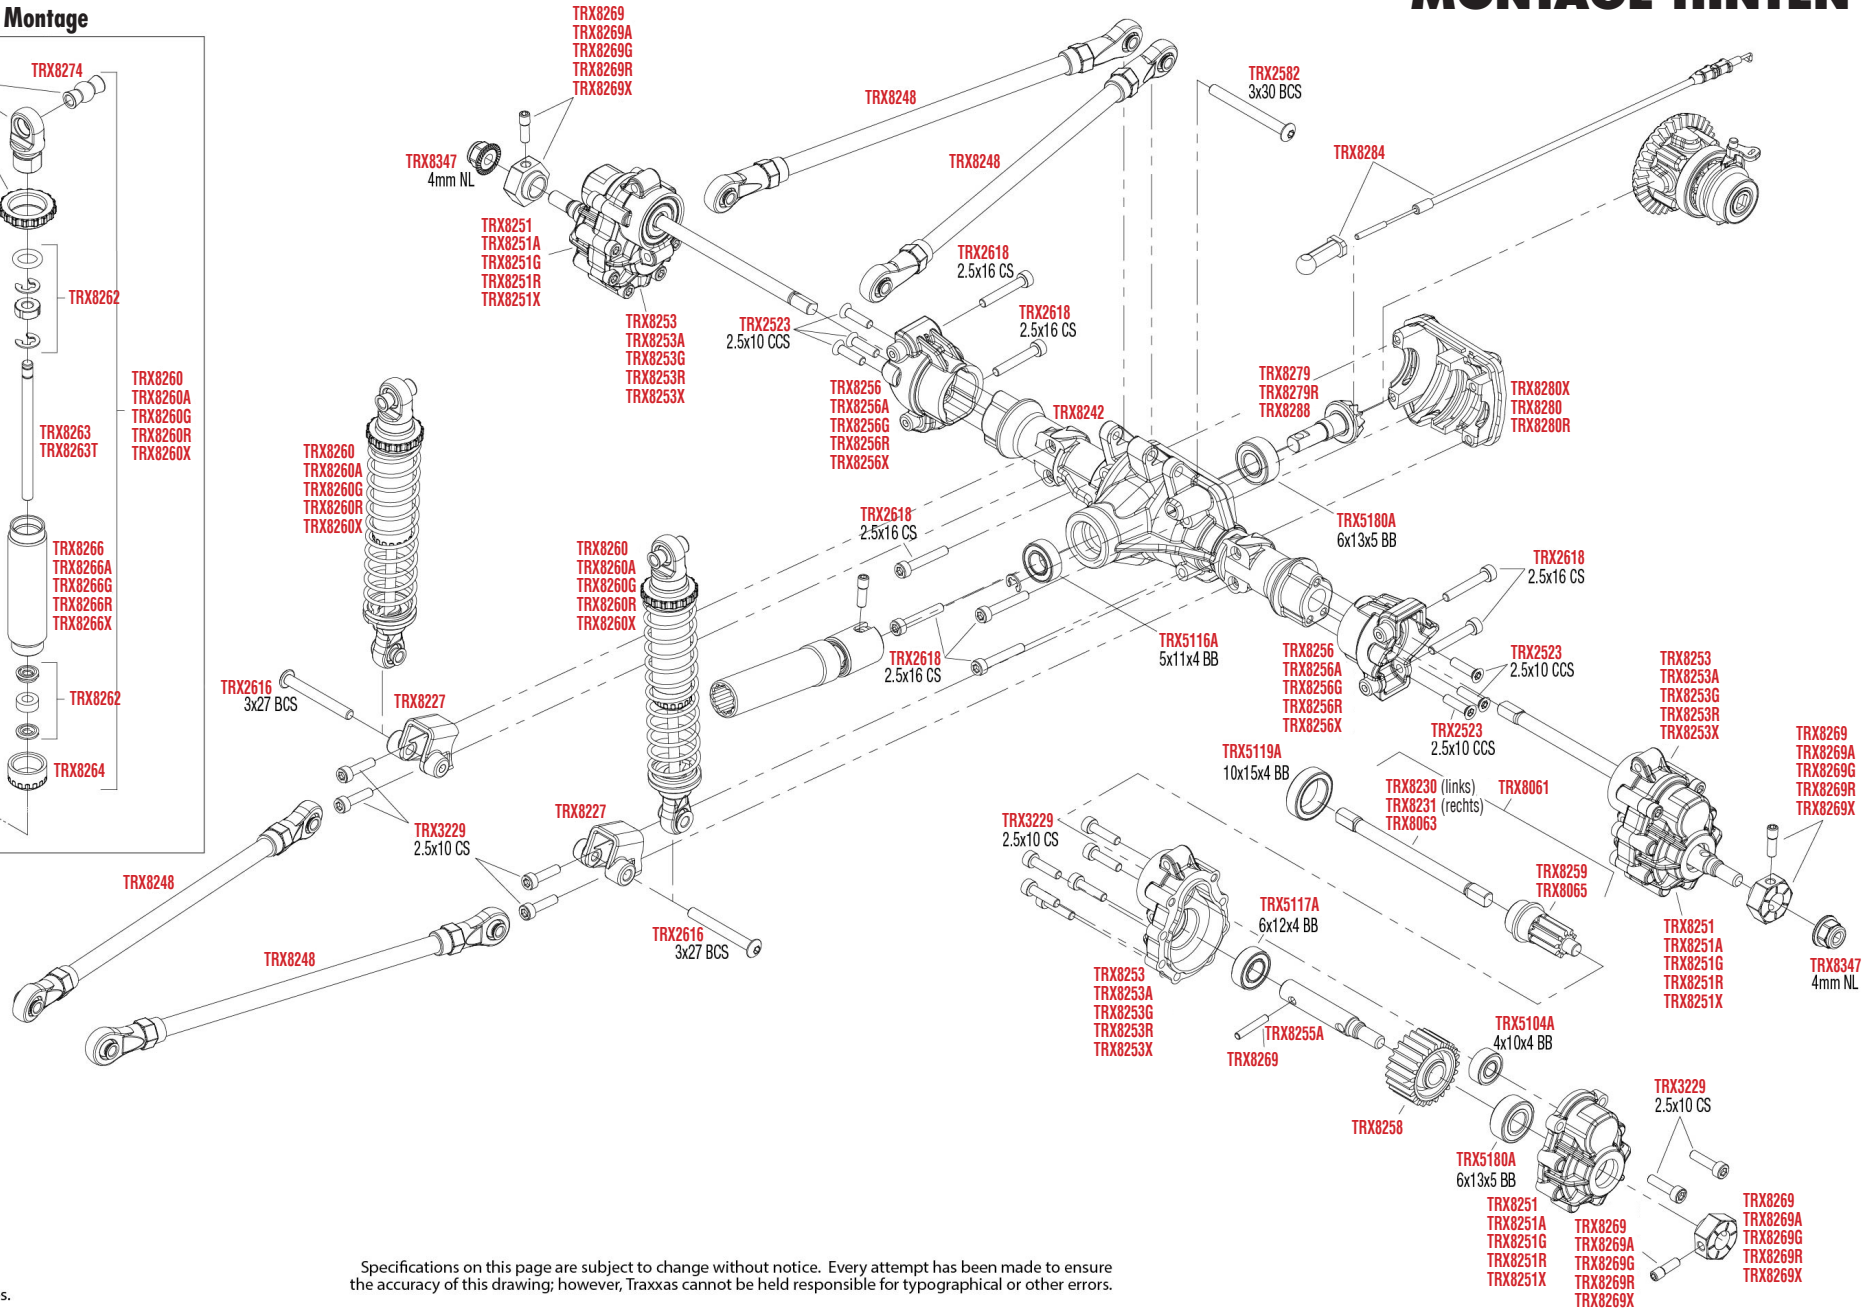 Montage
MONTAGE HINTEN
TRX8274
TRX8262
TRX8263
TRX8263T
TRX8260
TRX8260A
TRX8260G
TRX8260R
TRX8260X
TRX8266
TRX8266A
TRX8266G
TRX8266R
TRX8266X
TRX8262
TRX8264
TRX8269
TRX8269A
TRX8269G
TRX8269R
TRX8269X
TRX8347
4mm NL
TRX8251
TRX8251A
TRX8251G
TRX8251R
TRX8251X
TRX8253
TRX8253A
TRX8253G
TRX8253R
TRX8253X
TRX8248
TRX8248
TRX2582
3x30 BCS
TRX8284
TRX2618
2.5x16 CS
TRX2618
2.5x16 CS
TRX2523
2.5x10 CCS
TRX8256
TRX8256A
TRX8256G
TRX8256R
TRX8256X
TRX8242
TRX8279
TRX8279R
TRX8288
TRX8280X
TRX8280
TRX8280R
TRX8260
TRX8260A
TRX8260G
TRX8260R
TRX8260X
TRX8260
TRX8260A
TRX8260G
TRX8260R
TRX8260X
TRX2618
2.5x16 CS
TRX5180A
6x13x5 BB
TRX2618
2.5x16 CS
TRX2618
2.5x16 CS
TRX5116A
5x11x4 BB
TRX8256
TRX8256A
TRX8256G
TRX8256R
TRX8256X
TRX2523
2.5x10 CCS
TRX2523
2.5x10 CCS
TRX8253
TRX8253A
TRX8253G
TRX8253R
TRX8253X
TRX8269
TRX8269A
TRX8269G
TRX8269R
TRX8269X
TRX2616
3x27 BCS
TRX8227
TRX8227
TRX3229
2.5x10 CS
TRX5119A
10x15x4 BB
TRX8230 (links)
TRX8231 (rechts)
TRX8063
TRX8061
TRX3229
2.5x10 CS
TRX8259
TRX8065
TRX8248
TRX8248
TRX2616
3x27 BCS
TRX5117A
6x12x4 BB
TRX8251
TRX8251A
TRX8251G
TRX8251R
TRX8251X
TRX8347
4mm NL
TRX8253
TRX8253A
TRX8253G
TRX8253R
TRX8253X
TRX8255A
TRX8269
TRX5104A
4x10x4 BB
TRX8258
TRX3229
2.5x10 CS
TRX5180A
6x13x5 BB
TRX8251
TRX8251A
TRX8251G
TRX8251R
TRX8251X
TRX8269
TRX8269A
TRX8269G
TRX8269R
TRX8269X
TRX8269
TRX8269A
TRX8269G
TRX8269R
TRX8269X
Specifications on this page are subject to change without notice. Every attempt has been made to ensure
the accuracy of this drawing; however, Traxxas cannot be held responsible for typographical or other errors.
s.